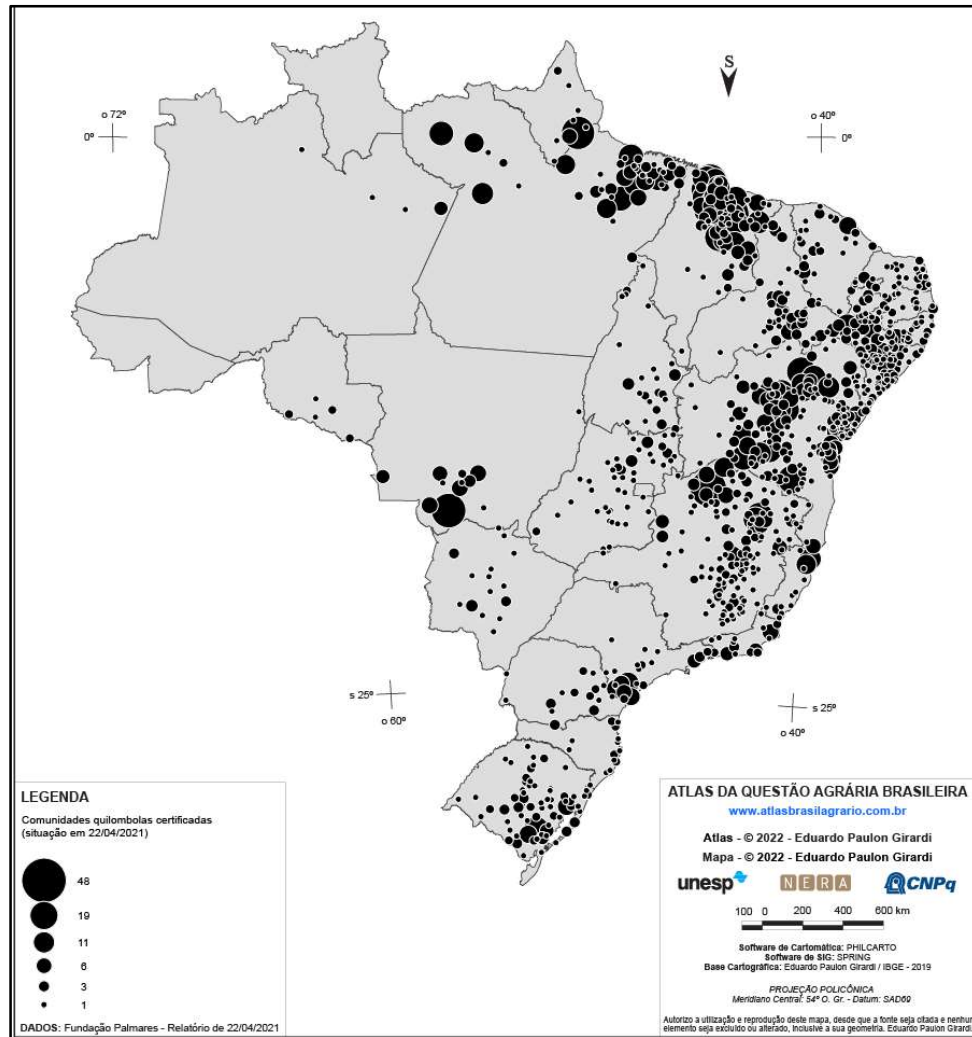 S
o 72º
0º
o 40º
0º
s 25º
o 60º
s 25º
o 40º
LEGENDA
Comunidades quilombolas certificadas
(situação em 22/04/2021)
48
19
11
6
3
1
DADOS: Fundação Palmares - Relatório de 22/04/2021
ATLAS DA QUESTÃO AGRÁRIA BRASILEIRA
www.atlasbrasilagrario.com.br
Atlas - © 2022 - Eduardo Paulon Girardi
Mapa - © 2022 - Eduardo Paulon Girardi
unesp NERA CNPq
100 0 200 400 600 km
Software de Cartomática: PHILCARTO
Software de SIG: SPRING
Base Cartográfica: Eduardo Paulon Girardi / IBGE - 2019
PROJEÇÃO POLICÔNICA
Meridiano Central: 54º O. Gr. - Datum: SAD69
Autorizo a utilização e reprodução deste mapa, desde que a fonte seja citada e nenhum
elemento seja excluído ou alterado, inclusive a sua geometria. Eduardo Paulon Girardi.